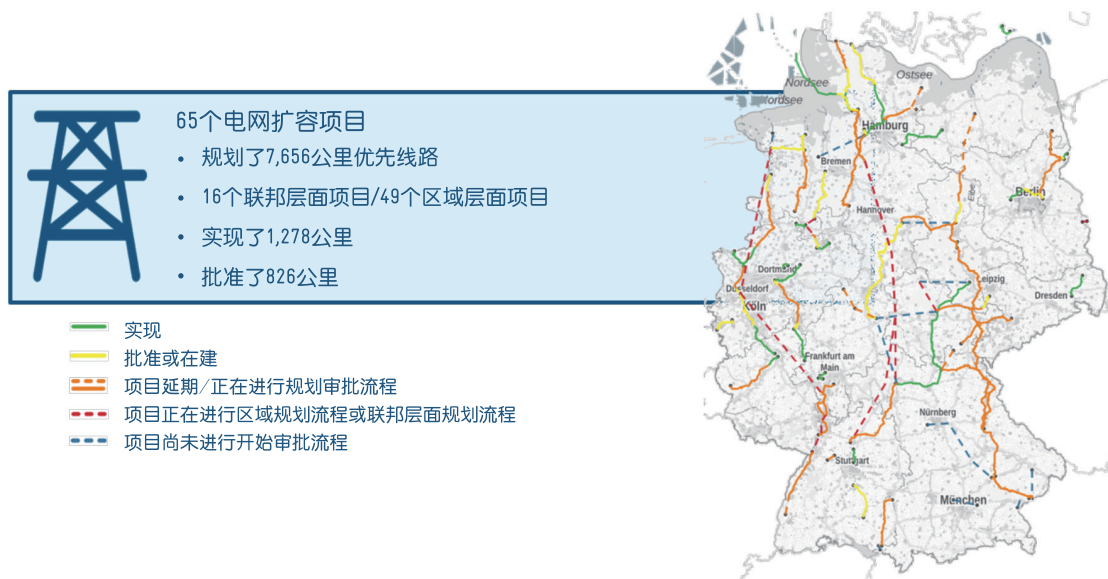 65个电网扩容项目
• 规划了7,656公里优先线路
• 16个联邦层面项目/49个区域层面项目
• 实现了1,278公里
• 批准了826公里
实现
批准或在建
项目延期/正在进行规划审批流程
项目正在进行区域规划流程或联邦层面规划流程
项目尚未进行开始审批流程
Nordsee
Ostsee
Nordsee
Hamburg
Bremen
Elbe
Berlin
Hannover
Dortmund
Düsseldorf
Köln
Leipzig
Dresden
Frankfurt am
Main
Nürnberg
Stuttgart
München